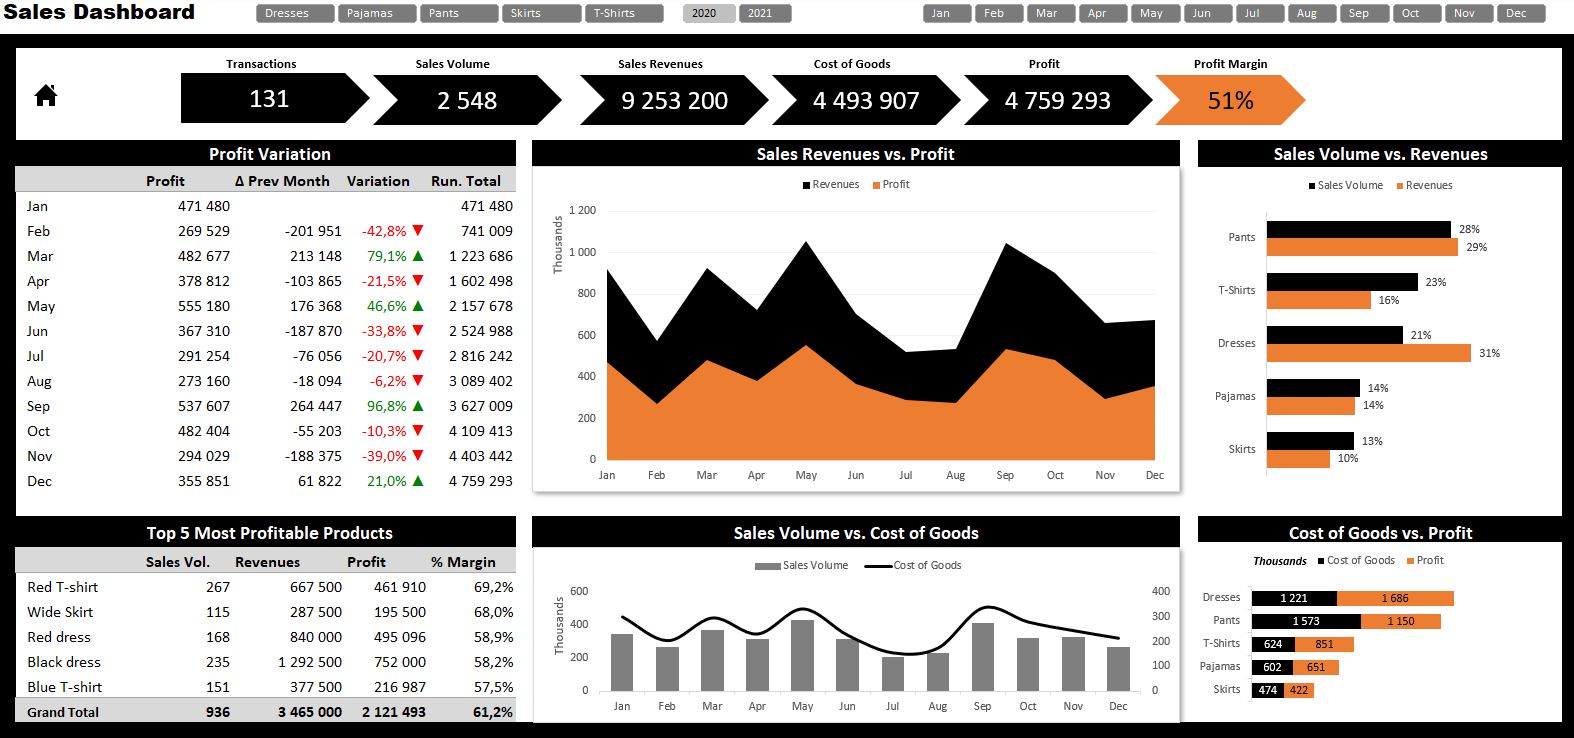 Sales Dashboard
Dresses Pajamas Pants Skirts T-Shirts 2020 2021 Jan Feb Mar Apr May Jun Jul Aug Sep Oct Nov Dec
Transactions Sales Volume Sales Revenues Cost of Goods Profit Profit Margin
131 2 548 9 253 200 4 493 907 4 759 293 51%
Profit Variation
Profit Δ Prev Month Variation Run. Total
Jan 471 480 471 480
Feb 269 529 -201 951 -42,8% ▼ 741 009
Mar 482 677 213 148 79,1% ▲ 1 223 686
Apr 378 812 -103 865 -21,5% ▼ 1 602 498
May 555 180 176 368 46,6% ▲ 2 157 678
Jun 367 310 -187 870 -33,8% ▼ 2 524 988
Jul 291 254 -76 056 -20,7% ▼ 2 816 242
Aug 273 160 -18 094 -6,2% ▼ 3 089 402
Sep 537 607 264 447 96,8% ▲ 3 627 009
Oct 482 404 -55 203 -10,3% ▼ 4 109 413
Nov 294 029 -188 375 -39,0% ▼ 4 403 442
Dec 355 851 61 822 21,0% ▲ 4 759 293
Sales Revenues vs. Profit
Revenues Profit
Thousands
1 200
1 000
800
600
400
200
0
Jan Feb Mar Apr May Jun Jul Aug Sep Oct Nov Dec
Sales Volume vs. Revenues
Sales Volume Revenues
Pants 28%
29%
T-Shirts 23%
16%
Dresses 21%
31%
Pajamas 14%
14%
Skirts 13%
10%
Top 5 Most Profitable Products
Sales Vol. Revenues Profit % Margin
Red T-shirt 267 667 500 461 910 69,2%
Wide Skirt 115 287 500 195 500 68,0%
Red dress 168 840 000 495 096 58,9%
Black dress 235 1 292 500 752 000 58,2%
Blue T-shirt 151 377 500 216 987 57,5%
Grand Total 936 3 465 000 2 121 493 61,2%
Sales Volume vs. Cost of Goods
Sales Volume Cost of Goods
Thousands
600 400
400 300
200 200
0 100
0
Jan Feb Mar Apr May Jun Jul Aug Sep Oct Nov Dec
Cost of Goods vs. Profit
Thousands Cost of Goods Profit
Dresses 1 221 1 686
Pants 1 573 1 150
T-Shirts 624 851
Pajamas 602 651
Skirts 474 422